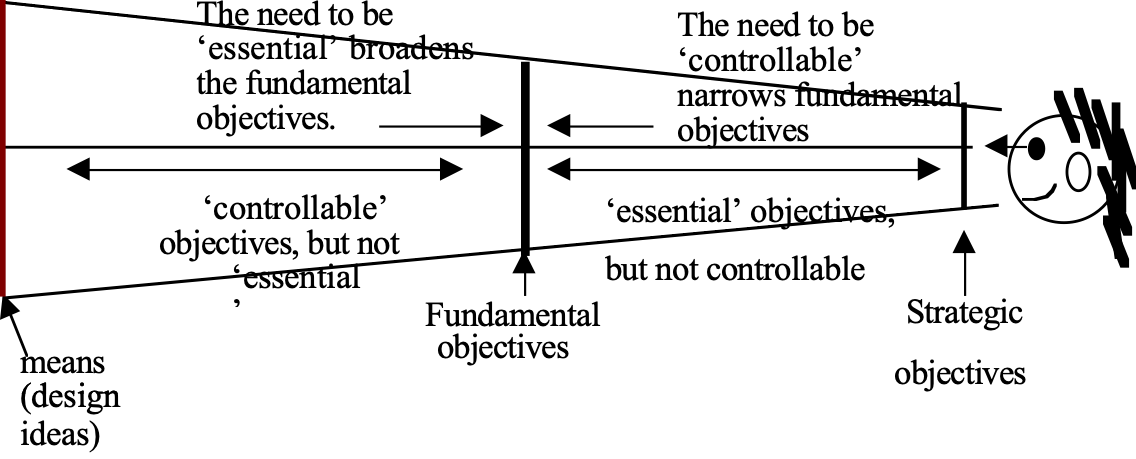 The need to be
‘essential’ broadens
the fundamental
objectives.
The need to be
‘controllable’
narrows fundamental
objectives
‘controllable’
objectives, but not
‘essential
’
‘essential’ objectives,
but not controllable
Fundamental
objectives
Strategic
objectives
means
(design
ideas)